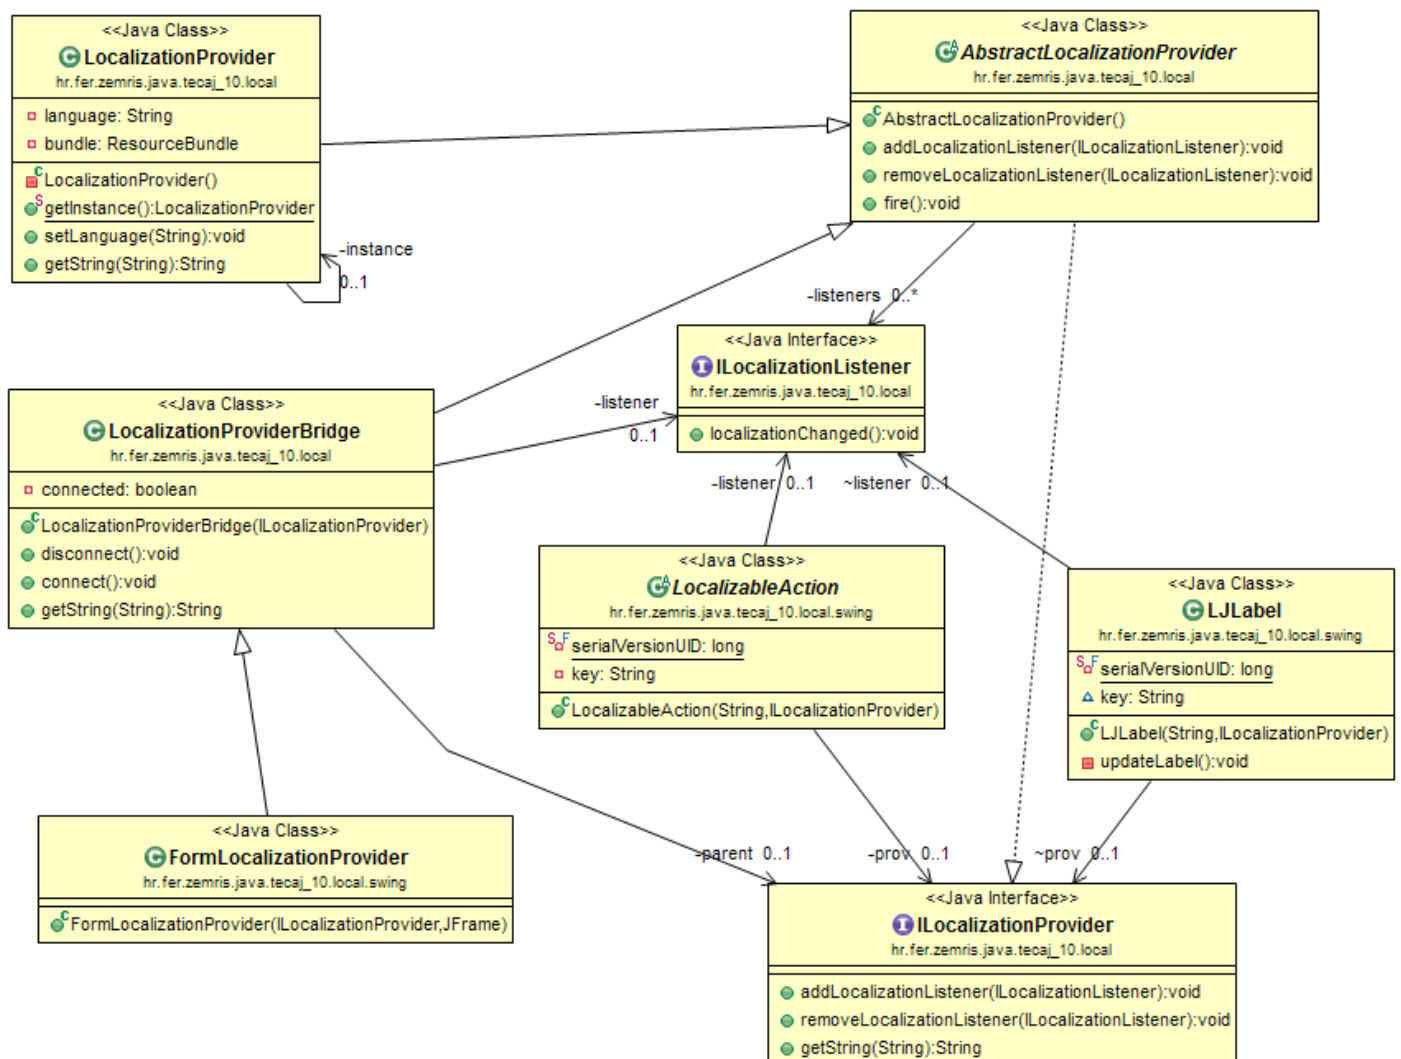 <<Java Class>>
LocalizationProvider
hr.fer.zemris.java.tecaj_10.local
language: String
bundle: ResourceBundle
LocalizationProvider()
getInstance():LocalizationProvider
setLanguage(String):void
getString(String):String
-instance
0..1
<<Java Class>>
AbstractLocalizationProvider
hr.fer.zemris.java.tecaj_10.local
AbstractLocalizationProvider()
addLocalizationListener(ILocalizationListener):void
removeLocalizationListener(ILocalizationListener):void
fire():void
-listeners 0..*
<<Java Interface>>
ILocalizationListener
hr.fer.zemris.java.tecaj_10.local
localizationChanged():void
<<Java Class>>
LocalizationProviderBridge
hr.fer.zemris.java.tecaj_10.local
connected: boolean
LocalizationProviderBridge(ILocalizationProvider)
disconnect():void
connect():void
getString(String):String
-listener
0..1
-listener 0..1
~listener 0..1
<<Java Class>>
LocalizableAction
hr.fer.zemris.java.tecaj_10.local.swing
serialVersionUID: long
key: String
LocalizableAction(String,ILocalizationProvider)
<<Java Class>>
LJLabel
hr.fer.zemris.java.tecaj_10.local.swing
serialVersionUID: long
key: String
LJLabel(String,ILocalizationProvider)
updateLabel():void
<<Java Class>>
FormLocalizationProvider
hr.fer.zemris.java.tecaj_10.local.swing
FormLocalizationProvider(ILocalizationProvider,JFrame)
-parent 0..1
-prov 0..1
~prov 0..1
<<Java Interface>>
ILocalizationProvider
hr.fer.zemris.java.tecaj_10.local
addLocalizationListener(ILocalizationListener):void
removeLocalizationListener(ILocalizationListener):void
getString(String):String